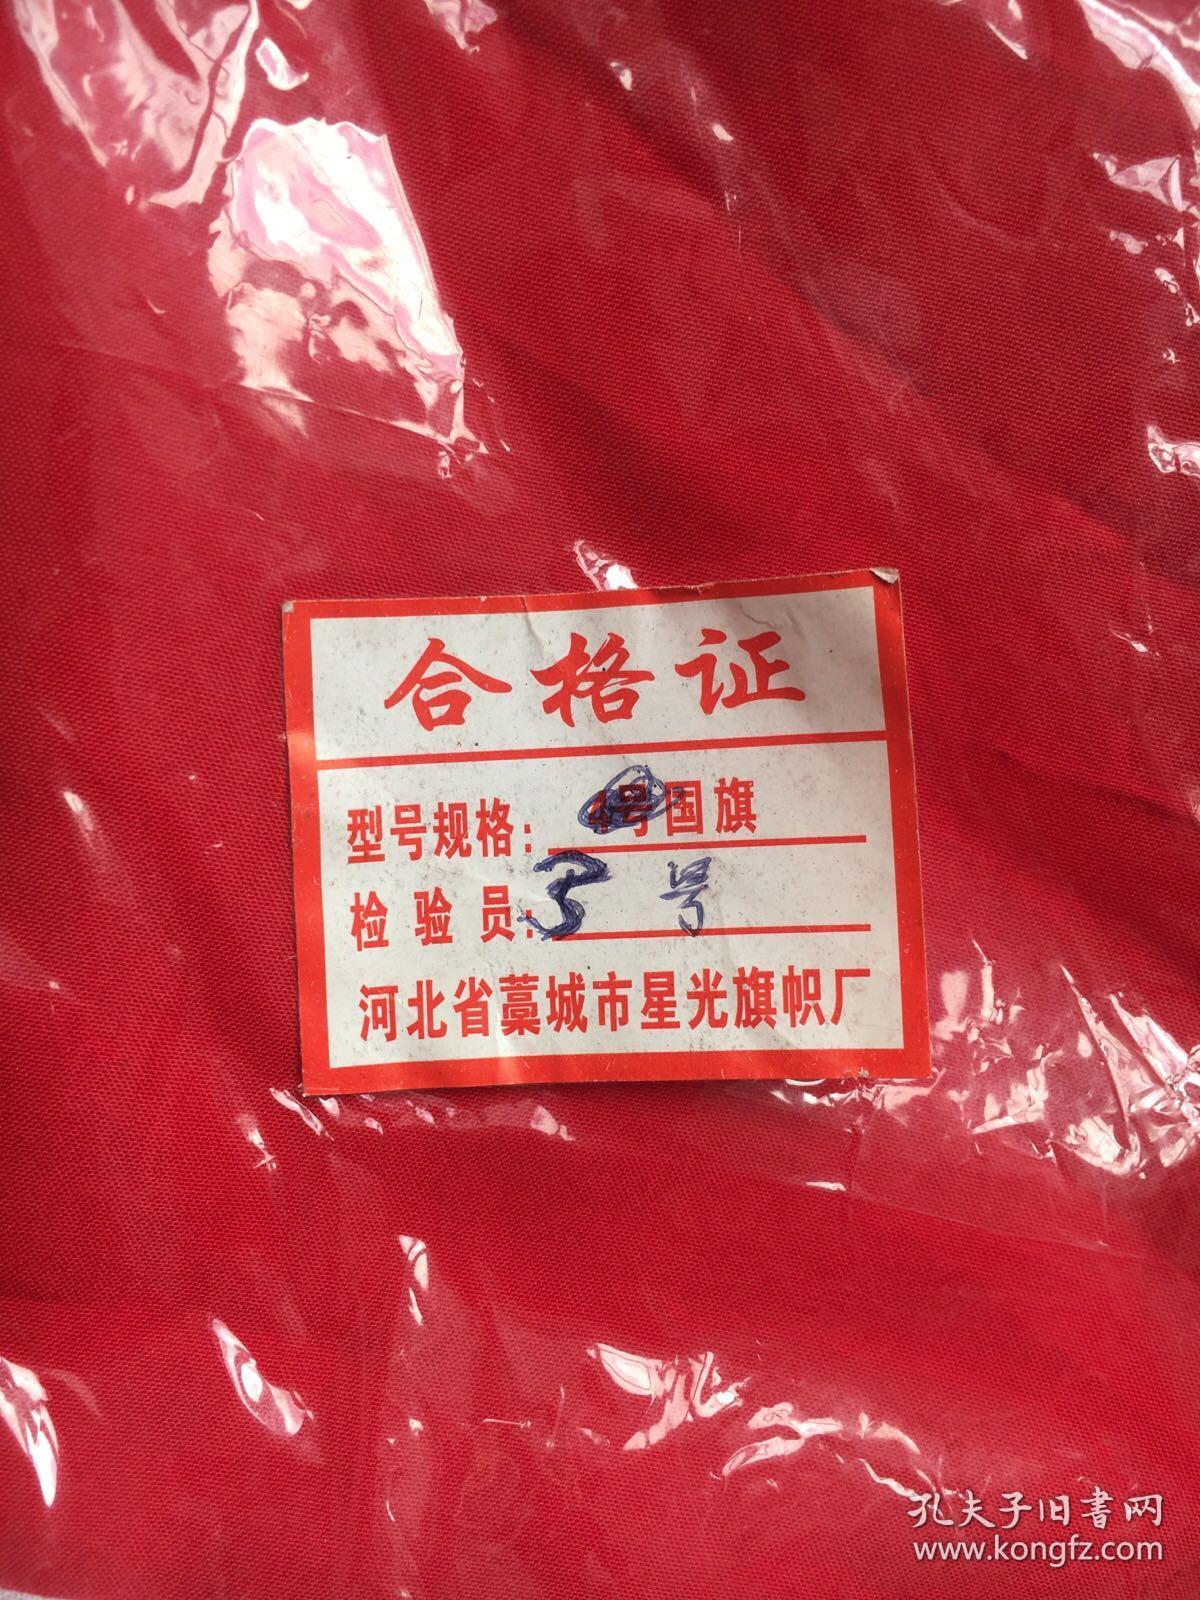 合格证
型号规格:4号国旗
检验员:3号
河北省藁城市星光旗帜厂
孔夫子旧书网
www.kongfz.com